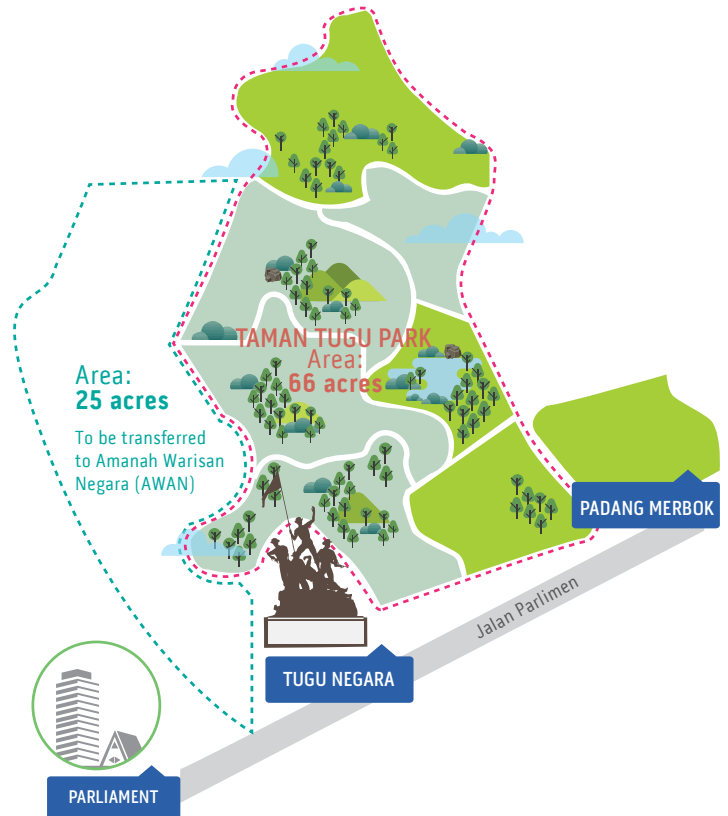 TAMAN TUGU PARK
Area:
66 acres
Area:
25 acres
To be transferred
to Amanah Warisan
Negara (AWAN)
PADANG MERBOK
Jalan Parlimen
TUGU NEGARA
PARLIAMENT